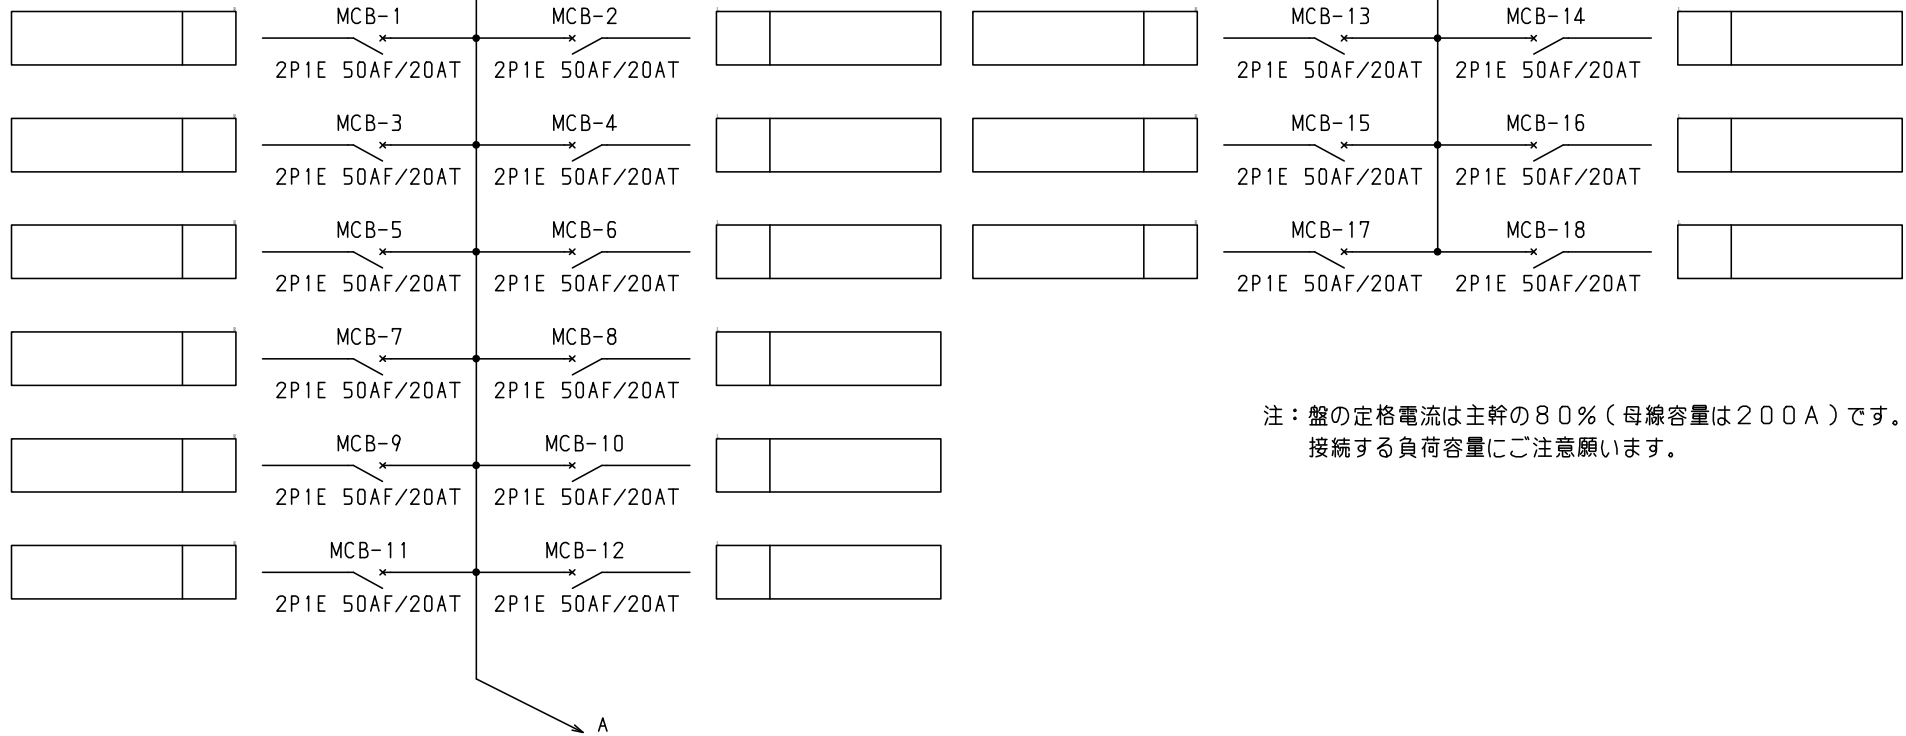 MCB-1 MCB-2
2P1E 50AF/20AT 2P1E 50AF/20AT
MCB-3 MCB-4
2P1E 50AF/20AT 2P1E 50AF/20AT
MCB-5 MCB-6
2P1E 50AF/20AT 2P1E 50AF/20AT
MCB-7 MCB-8
2P1E 50AF/20AT 2P1E 50AF/20AT
MCB-9 MCB-10
2P1E 50AF/20AT 2P1E 50AF/20AT
MCB-11 MCB-12
2P1E 50AF/20AT 2P1E 50AF/20AT
A
MCB-13 MCB-14
2P1E 50AF/20AT 2P1E 50AF/20AT
MCB-15 MCB-16
2P1E 50AF/20AT 2P1E 50AF/20AT
MCB-17 MCB-18
2P1E 50AF/20AT 2P1E 50AF/20AT
注：盤の定格電流は主幹の８０％（母線容量は２００Ａ）です。
接続する負荷容量にご注意願います。